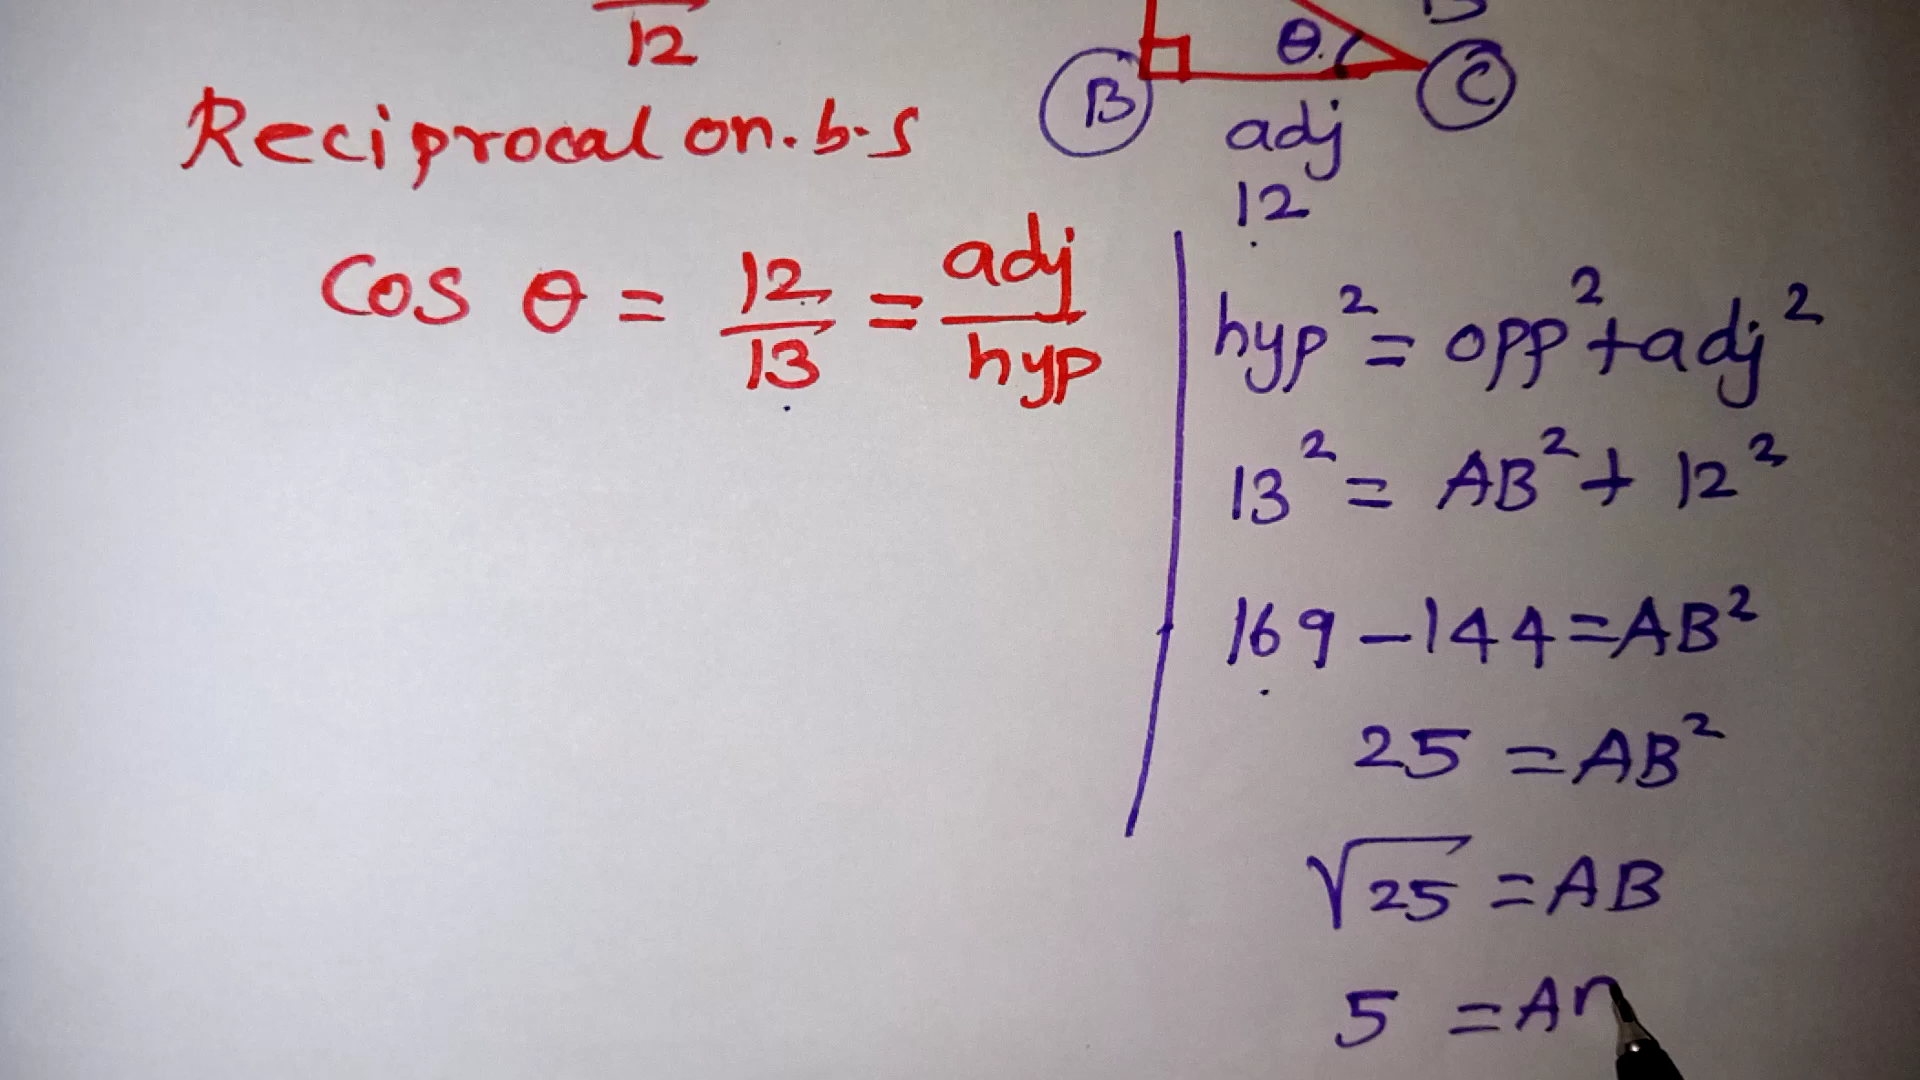 12
Reciprocal on.b.s
cos θ = 12/13 = adj/hyp
θ
B
C
adj
12
hyp² = opp² + adj²
13² = AB² + 12²
169 - 144 = AB²
25 = AB²
√25 = AB
5 = A